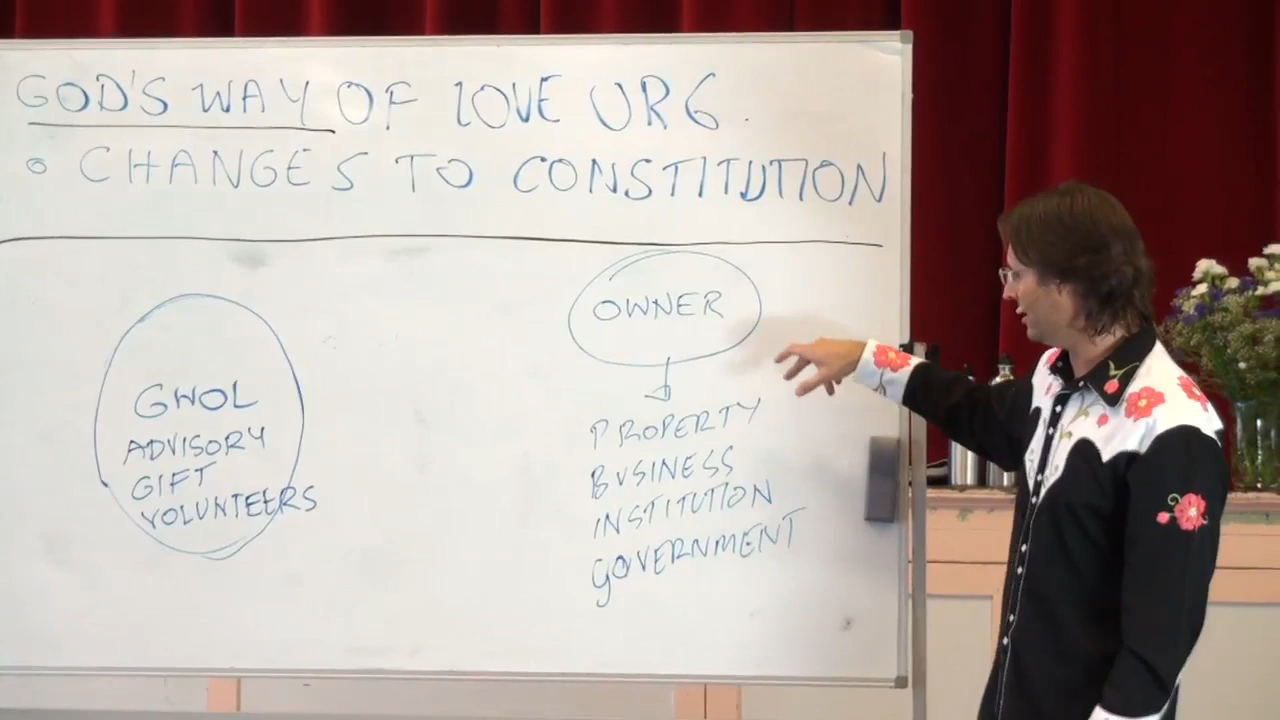 GOD'S WAY OF LOVE ORG.
○ CHANGES TO CONSTITUTION
GWOL
ADVISORY
GIFT
VOLUNTEERS
OWNER
PROPERTY
BUSINESS
INSTITUTION
GOVERNMENT